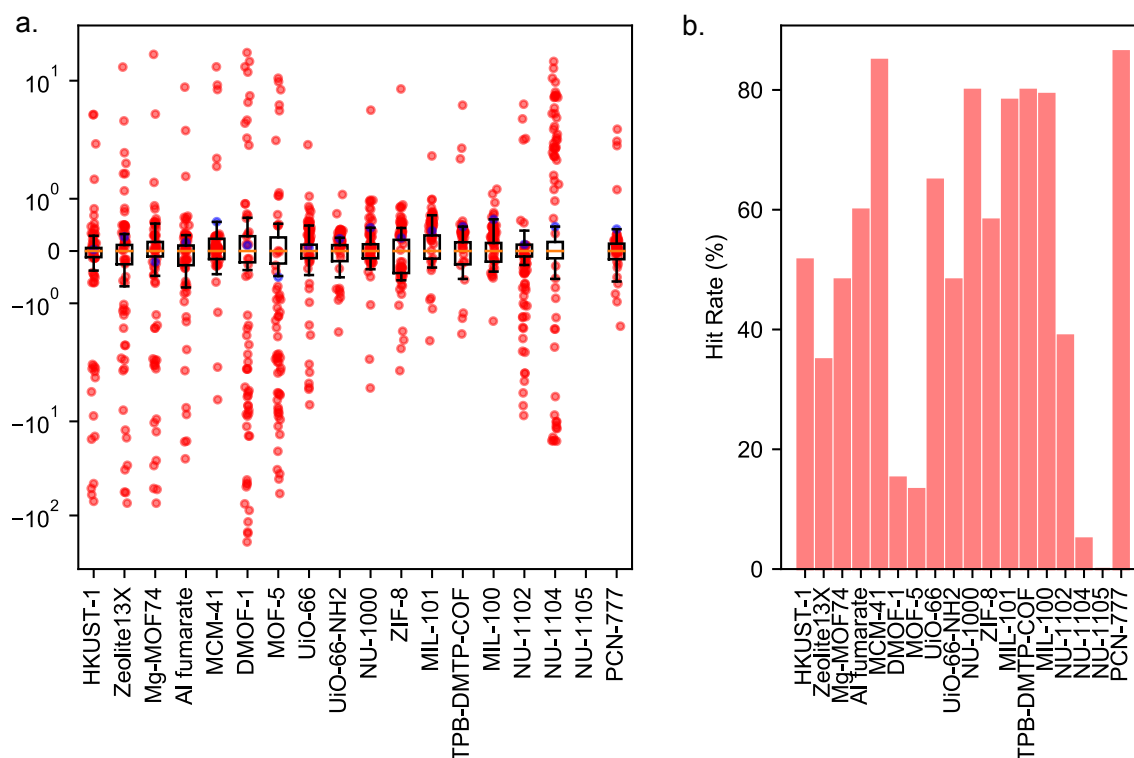 a.
10^1
10^0
0
−10^0
−10^1
−10^2
HKUST-1
Zeolite13X
Mg-MOF74
Al fumarate
MCM-41
DMOF-1
MOF-5
UiO-66
UiO-66-NH2
NU-1000
ZIF-8
MIL-101
TPB-DMTP-COF
MIL-100
NU-1102
NU-1104
NU-1105
PCN-777
b.
Hit Rate (%)
80
60
40
20
0
HKUST-1
Zeolite13X
Mg-MOF74
Al fumarate
MCM-41
DMOF-1
MOF-5
UiO-66
UiO-66-NH2
NU-1000
ZIF-8
MIL-101
TPB-DMTP-COF
MIL-100
NU-1102
NU-1104
NU-1105
PCN-777